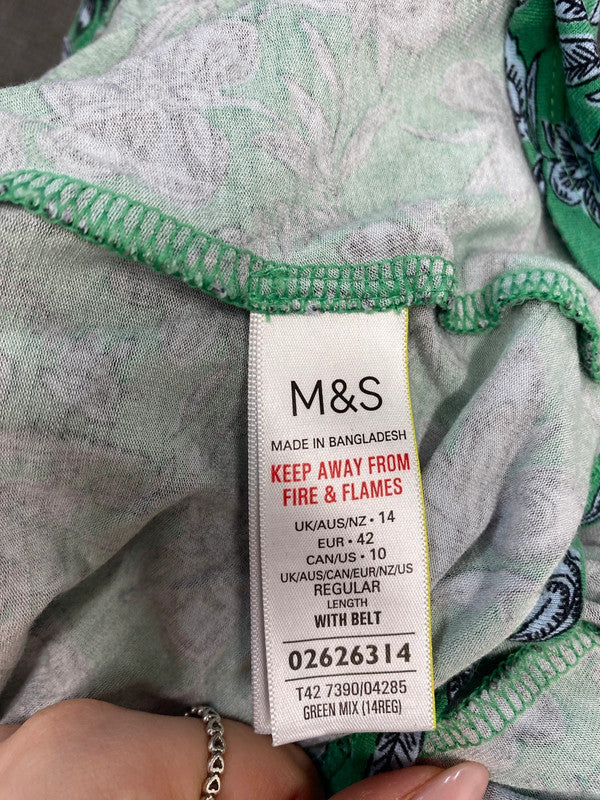 M&S
MADE IN BANGLADESH
KEEP AWAY FROM
FIRE & FLAMES
UK/AUS/NZ • 14
EUR • 42
CAN/US • 10
UK/AUS/CAN/EUR/NZ/US
REGULAR
LENGTH
WITH BELT
02626314
T42 7390/04285
GREEN MIX (14REG)